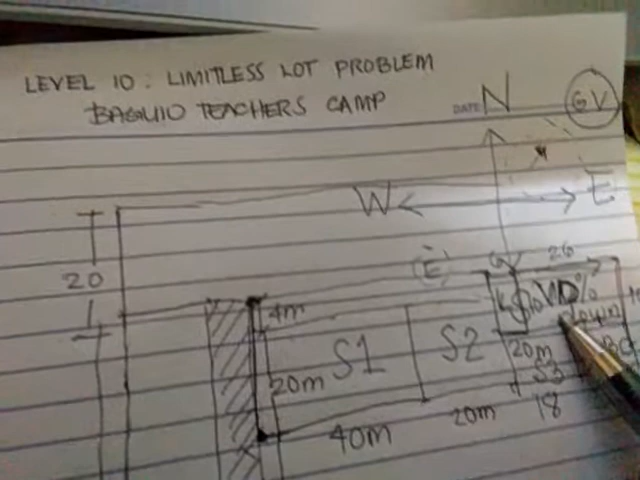 LEVEL 10: LIMITLESS LOT PROBLEM
BAGUIO TEACHERS CAMP
DATE: N GV
W E
20
E 26
4m
S1 S2
20m 20m
S3
40m 20m 18